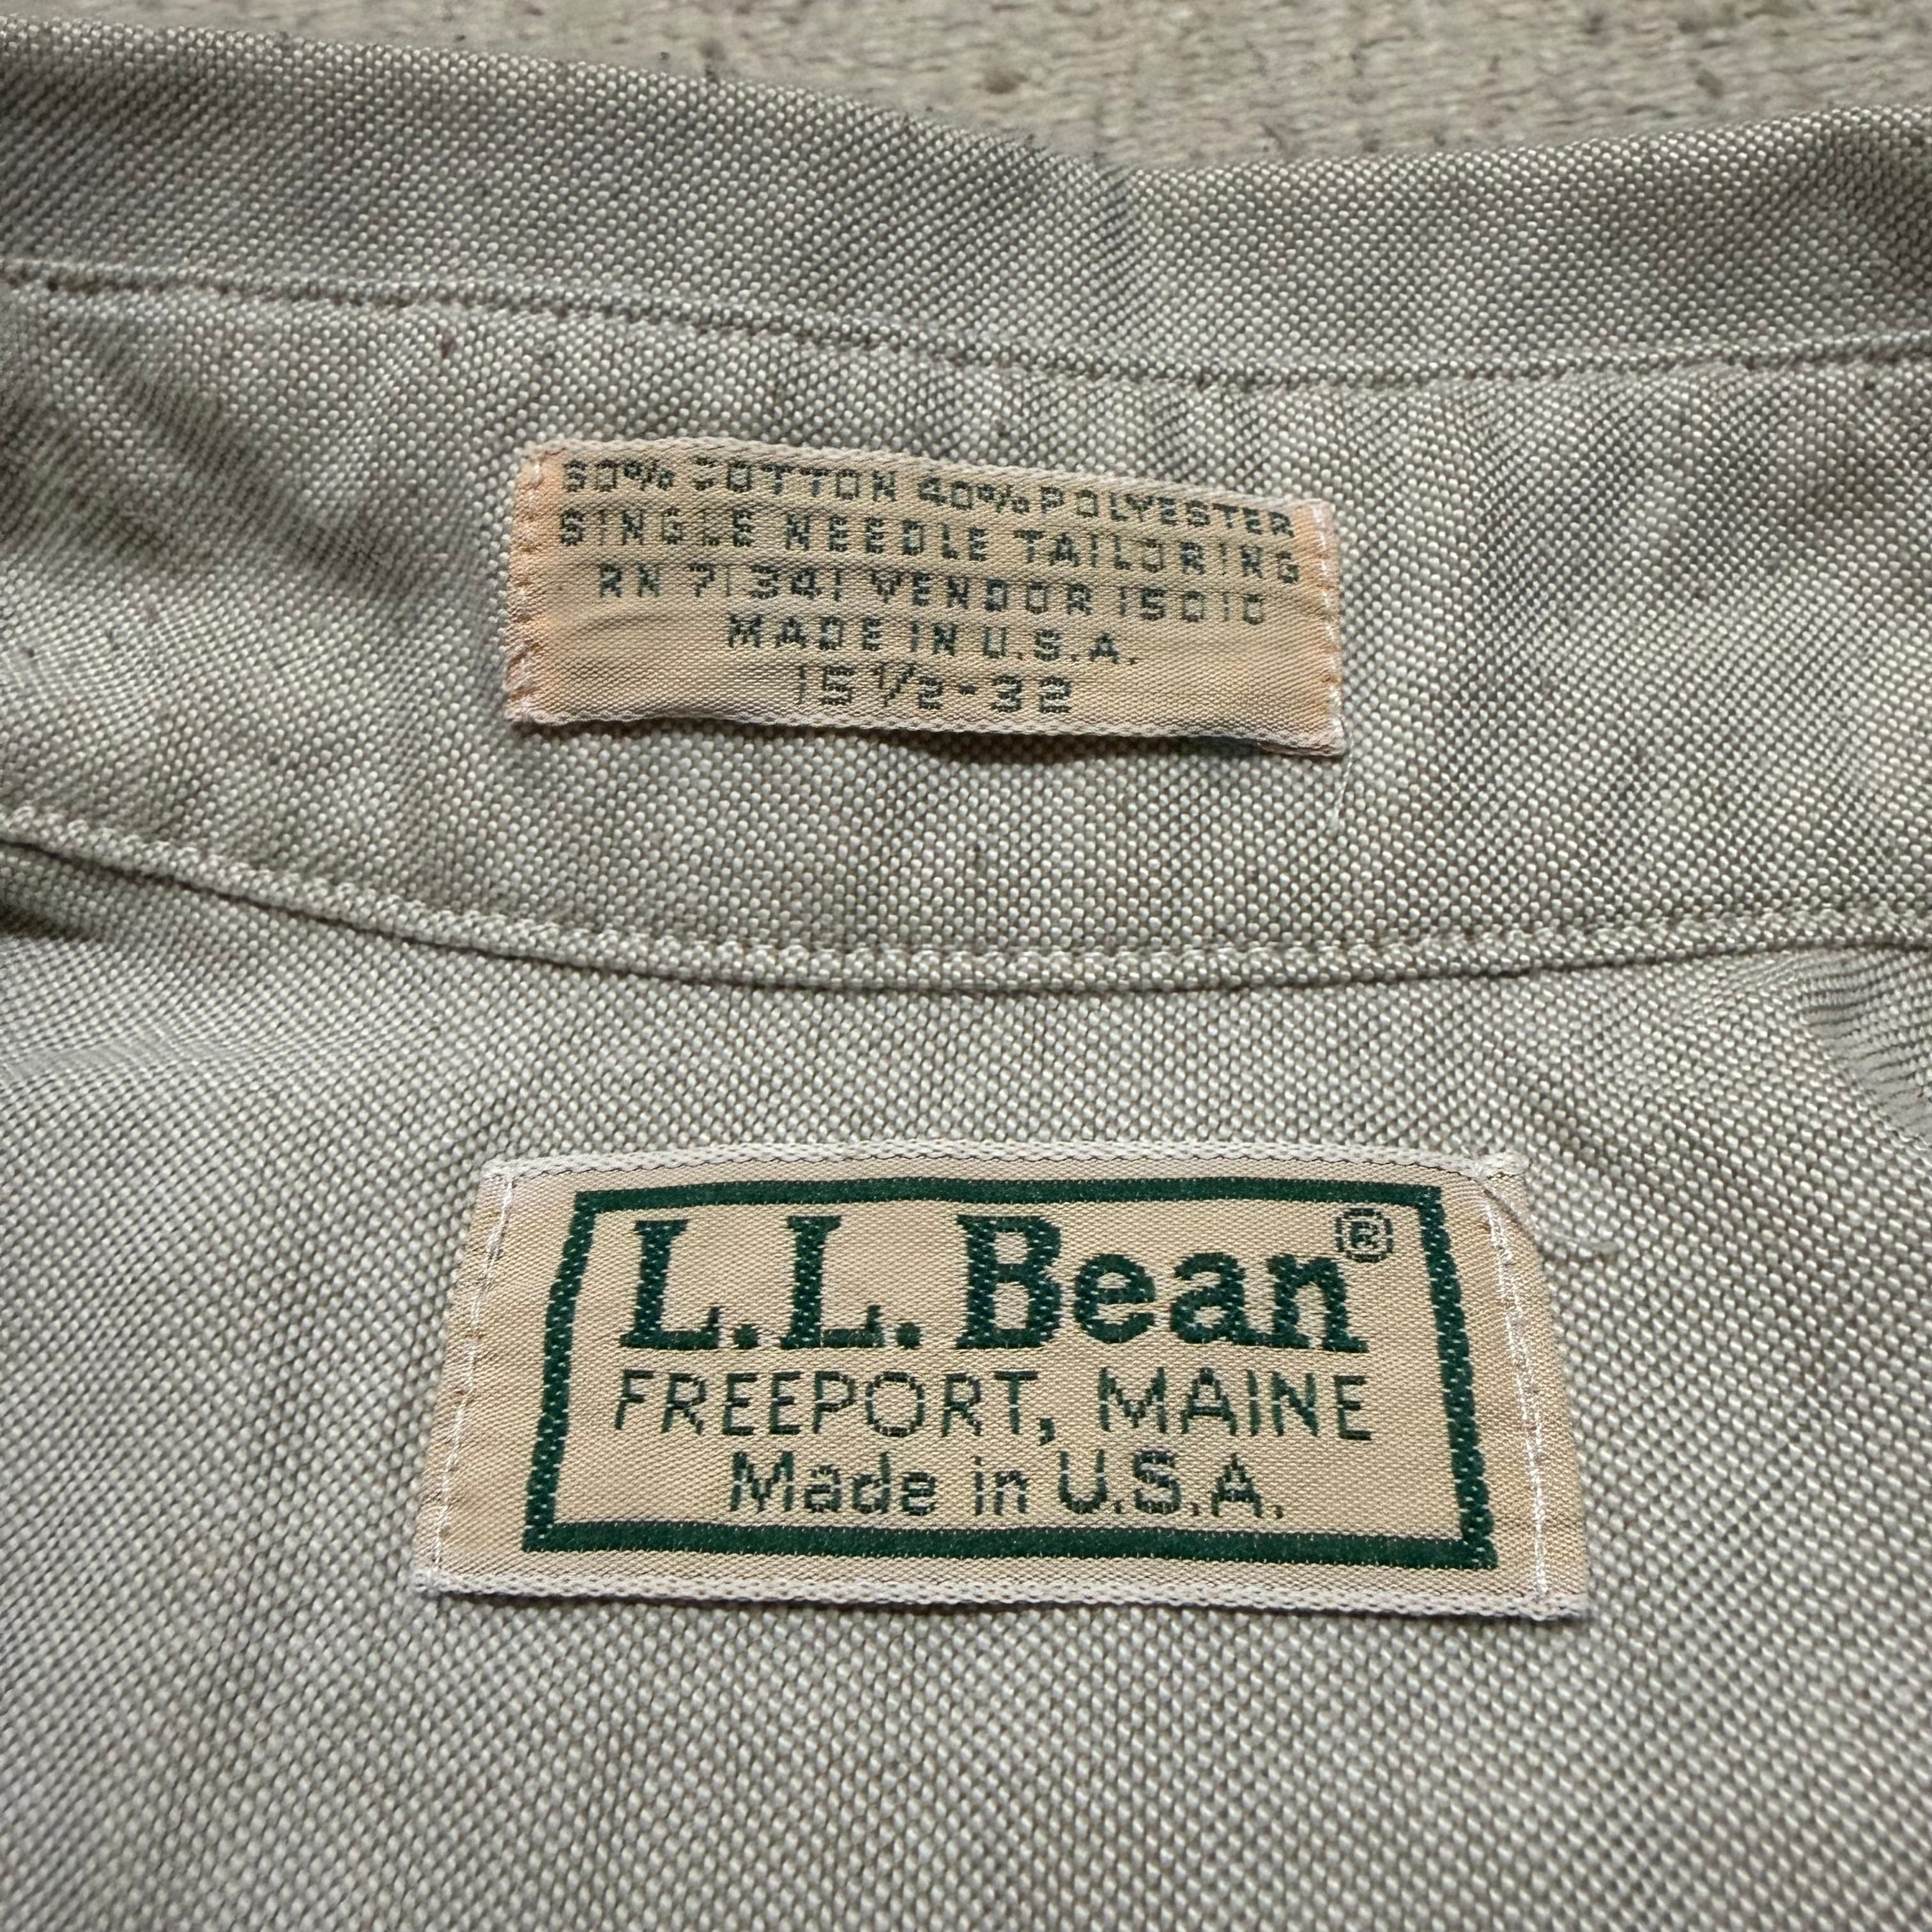 60% COTTON 40% POLYESTER
SINGLE NEEDLE TAILORING
RN 71341 VENDOR 15010
MADE IN U.S.A.
15 1/2-32
L.L.Bean®
FREEPORT, MAINE
Made in U.S.A.